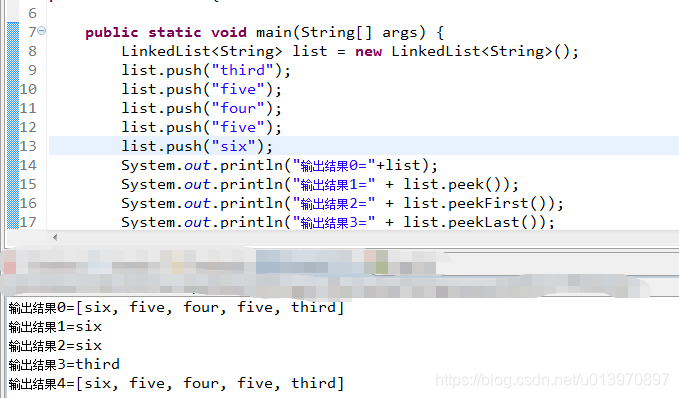 6
7 public static void main(String[] args) {
8 LinkedList<String> list = new LinkedList<String>();
9 list.push("third");
10 list.push("five");
11 list.push("four");
12 list.push("five");
13 list.push("six");
14 System.out.println("输出结果0="+list);
15 System.out.println("输出结果1=" + list.peek());
16 System.out.println("输出结果2=" + list.peekFirst());
17 System.out.println("输出结果3=" + list.peekLast());
输出结果0=[six, five, four, five, third]
输出结果1=six
输出结果2=six
输出结果3=third
输出结果4=[six, five, four, five, third]
https://blog.csdn.net/u013970897